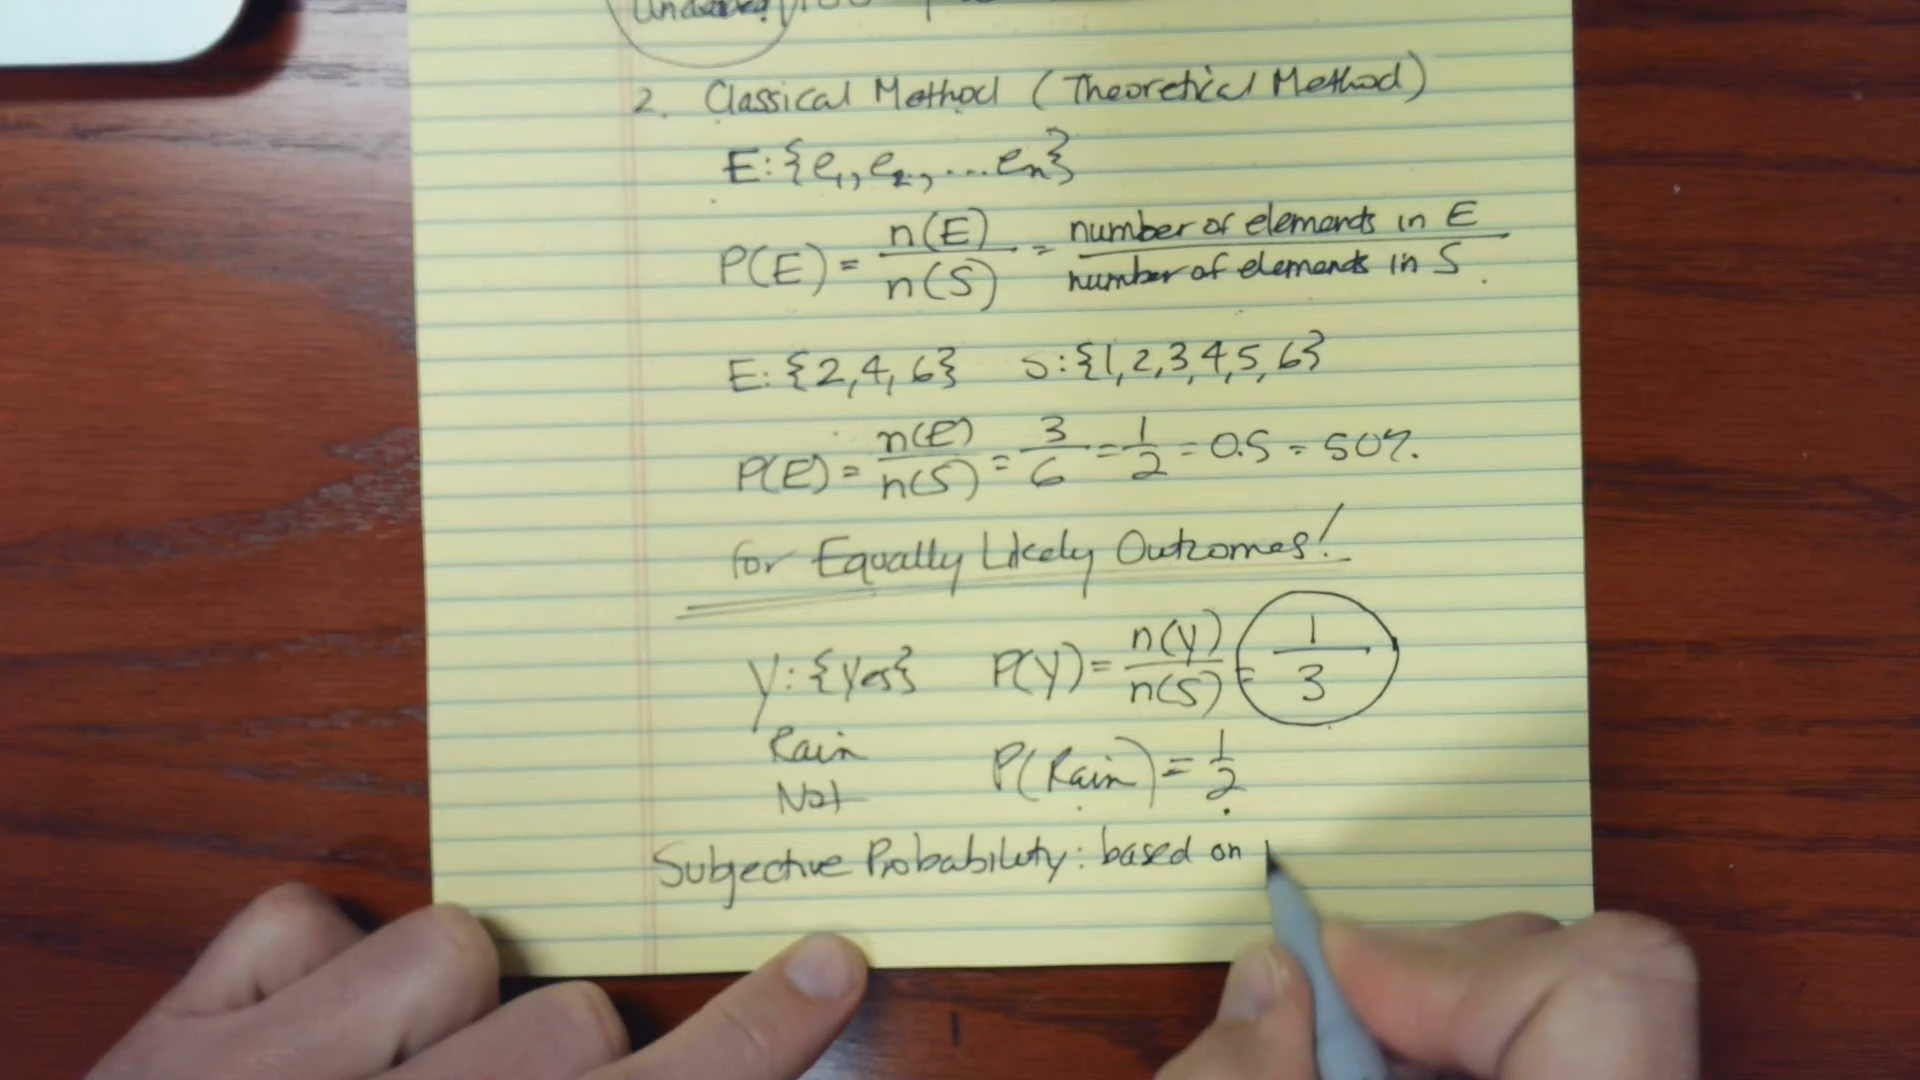 Undecided
2. Classical Method (Theoretical Method)
E: {e₁, e₂, ... eₙ}
P(E) = n(E)/n(S) = number of elements in E / number of elements in S
E: {2,4,6} S: {1,2,3,4,5,6}
P(E) = n(E)/n(S) = 3/6 = 1/2 = 0.5 = 50%
for Equally Likely Outcomes!
Y: {Yes} P(Y) = n(Y)/n(S) = 1/3
Rain P(Rain) = 1/2
Not
Subjective Probability: based on